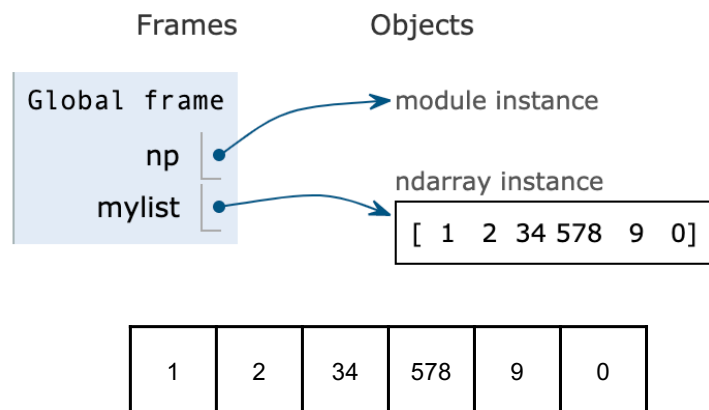 Frames Objects
Global frame
np
mylist
module instance
ndarray instance
[ 1 2 34 578 9 0]
1 2 34 578 9 0